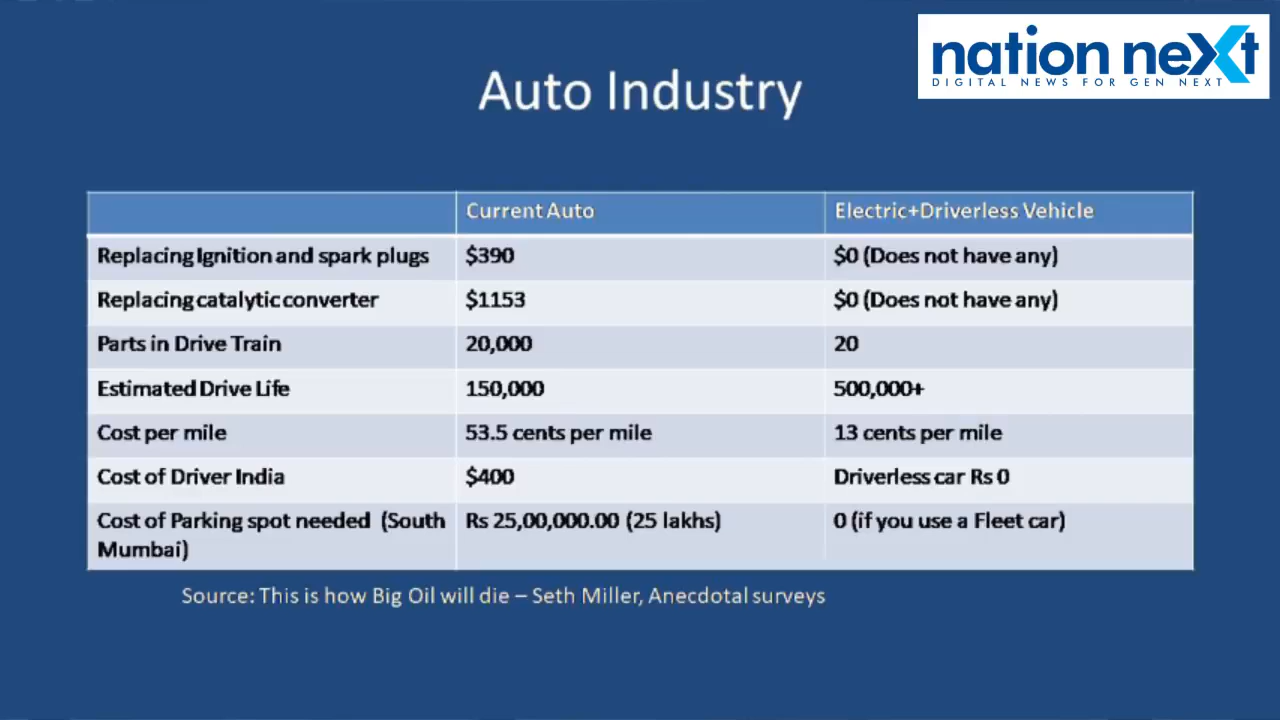 nation next
DIGITAL NEWS FOR GEN NEXT
Auto Industry
Current Auto Electric+Driverless Vehicle
Replacing Ignition and spark plugs $390 $0 (Does not have any)
Replacing catalytic converter $1153 $0 (Does not have any)
Parts in Drive Train 20,000 20
Estimated Drive Life 150,000 500,000+
Cost per mile 53.5 cents per mile 13 cents per mile
Cost of Driver India $400 Driverless car Rs 0
Cost of Parking spot needed (South Rs 25,00,000.00 (25 lakhs) 0 (if you use a Fleet car)
Mumbai)
Source: This is how Big Oil will die – Seth Miller, Anecdotal surveys